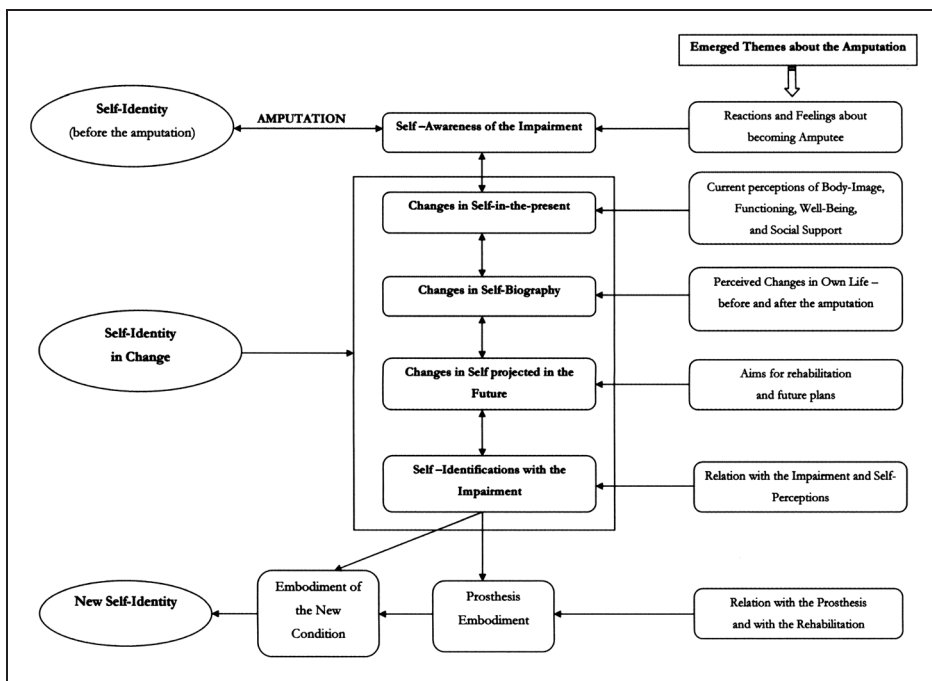 Emerged Themes about the Amputation
Self-Identity
(before the amputation)
AMPUTATION
Self –Awareness of the Impairment
Reactions and Feelings about
becoming Amputee
Changes in Self-in-the-present
Current perceptions of Body-Image,
Functioning, Well-Being,
and Social Support
Changes in Self-Biography
Perceived Changes in Own Life –
before and after the amputation
Self-Identity
in Change
Changes in Self projected in the
Future
Aims for rehabilitation
and future plans
Self –Identifications with the
Impairment
Relation with the Impairment and Self-
Perceptions
New Self-Identity
Embodiment of
the New
Condition
Prosthesis
Embodiment
Relation with the Prosthesis
and with the Rehabilitation